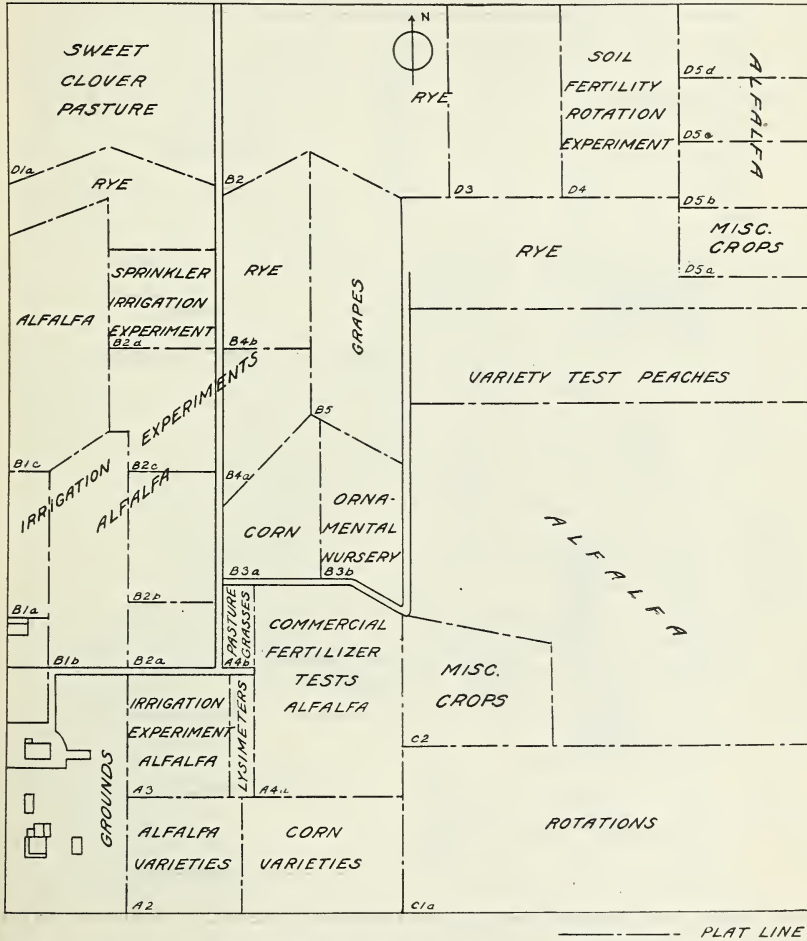 N
SWEET
CLOVER
PASTURE
RYE
SOIL
FERTILITY
ROTATION
EXPERIMENT
D5d
ALFALFA
D5b
D1a
RYE
B2
D3
D4
MISC.
CROPS
D5a
ALFALFA
SPRINKLER
IRRIGATION
EXPERIMENT
B2d
RYE
GRAPES
RYE
B4b
VARIETY TEST PEACHES
IRRIGATION EXPERIMENTS
ALFALFA
B5
B1c
B2c
B4a
CORN
ORNA-
MENTAL
NURSERY
ALFALFA
B3a
B3b
B1a
B2b
PASTURE
GRASSES
COMMERCIAL
FERTILIZER
TESTS
ALFALFA
B1b
B2a
A4b
MISC.
CROPS
IRRIGATION
EXPERIMENT
ALFALFA
LYSIMETERS
C2
GROUNDS
A3
ALFALFA
VARIETIES
CORN
VARIETIES
ROTATIONS
A2
C1a
PLAT LINE